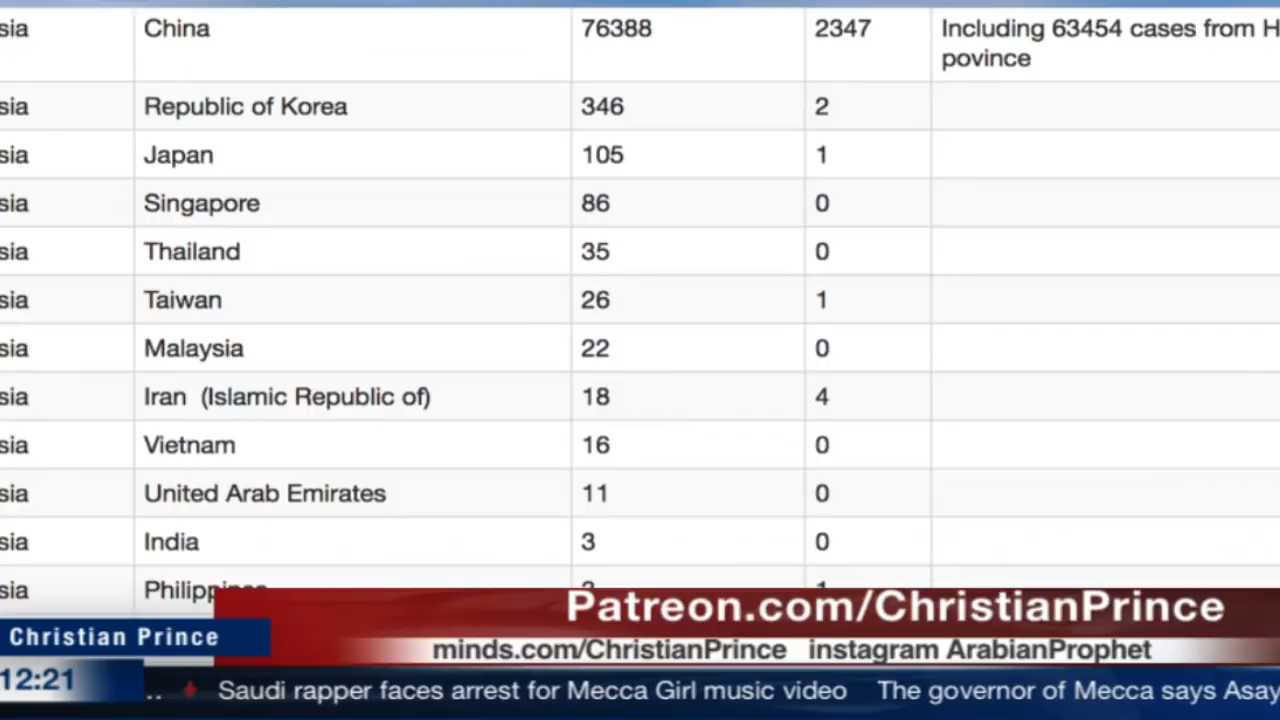 sia China 76388 2347 Including 63454 cases from H
povince
sia Republic of Korea 346 2
sia Japan 105 1
sia Singapore 86 0
sia Thailand 35 0
sia Taiwan 26 1
sia Malaysia 22 0
sia Iran (Islamic Republic of) 18 4
sia Vietnam 16 0
sia United Arab Emirates 11 0
sia India 3 0
sia Philippines
Patreon.com/ChristianPrince
Christian Prince
minds.com/ChristianPrince instagram ArabianProphet
12:21
.. Saudi rapper faces arrest for Mecca Girl music video The governor of Mecca says Asay